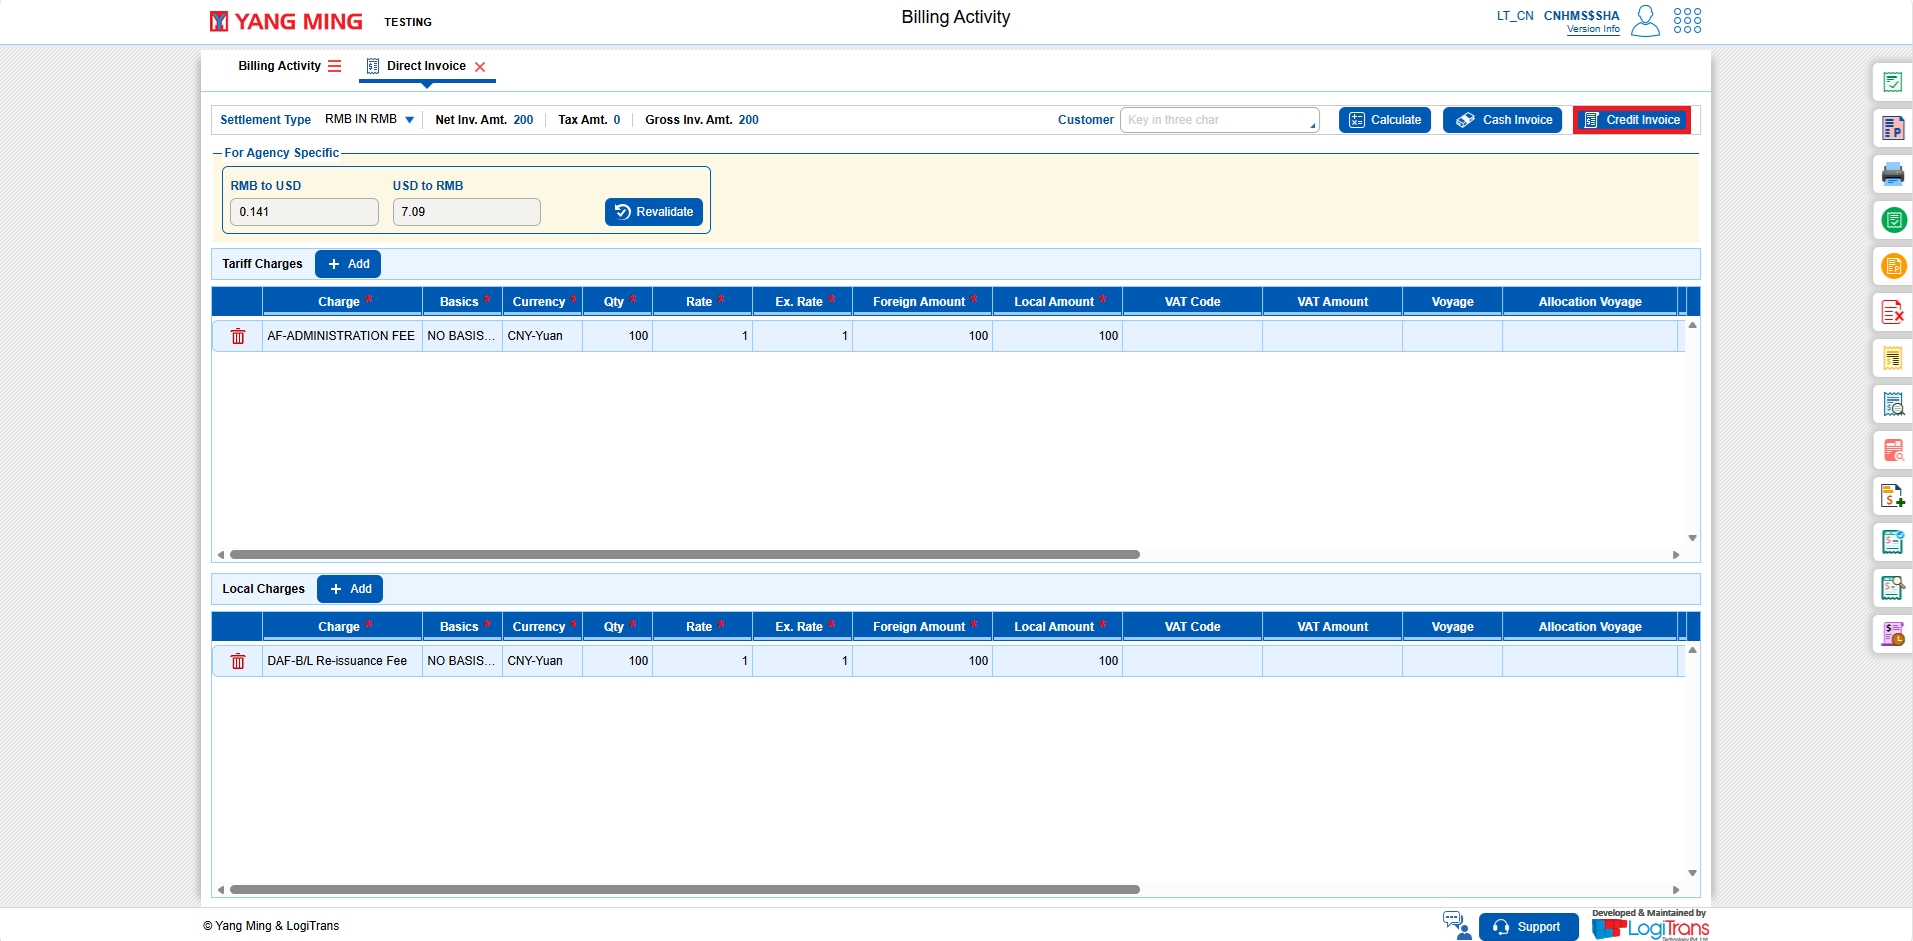 YANG MING TESTING Billing Activity LT_CN CNHMS$SHA
Version Info
Billing Activity Direct Invoice
Settlement Type RMB IN RMB Net Inv. Amt. 200 Tax Amt. 0 Gross Inv. Amt. 200 Customer Key in three char Calculate Cash Invoice Credit Invoice
For Agency Specific
RMB to USD USD to RMB
0.141 7.09 Revalidate
Tariff Charges + Add
Charge * Basics * Currency * Qty * Rate * Ex. Rate * Foreign Amount * Local Amount * VAT Code VAT Amount Voyage Allocation Voyage
AF-ADMINISTRATION FEE NO BASIS... CNY-Yuan 100 1 1 100 100
Local Charges + Add
Charge * Basics * Currency * Qty * Rate * Ex. Rate * Foreign Amount * Local Amount * VAT Code VAT Amount Voyage Allocation Voyage
DAF-B/L Re-issuance Fee NO BASIS... CNY-Yuan 100 1 1 100 100
© Yang Ming & LogiTrans Support
Developed & Maintained by
LogiTrans
Technology Pvt. Ltd.